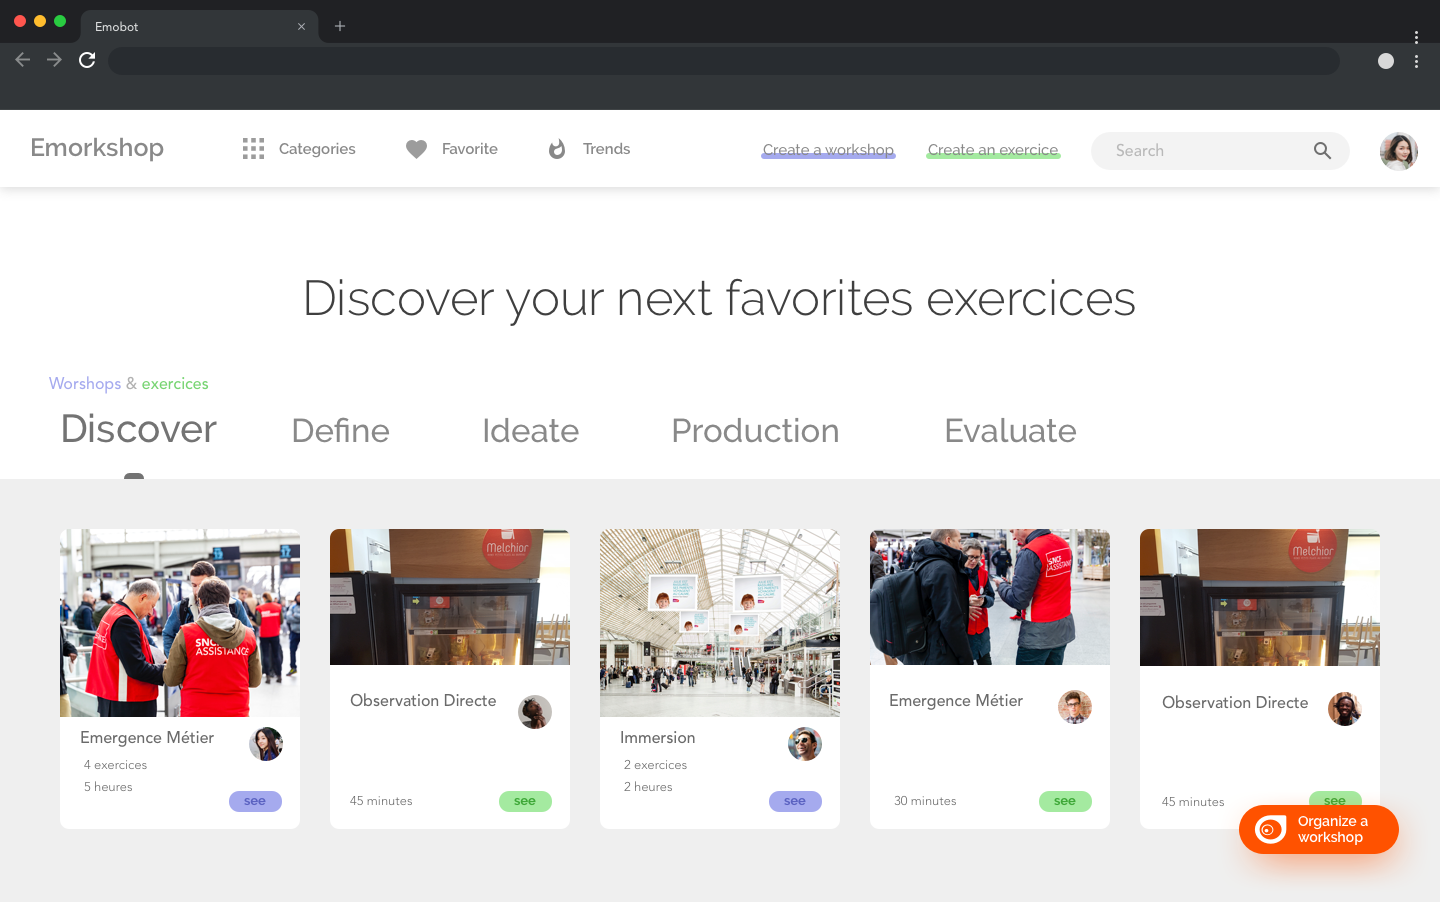 Emobot
Emorkshop
Categories
Favorite
Trends
Create a workshop
Create an exercice
Search
Discover your next favorites exercices
Worshops & exercices
Discover
Define
Ideate
Production
Evaluate
SNCF
ASSISTANCE
Emergence Métier
4 exercices
5 heures
see
Melchior
Observation Directe
45 minutes
see
Immersion
2 exercices
2 heures
see
SNCF
ASSISTANCE
Emergence Métier
30 minutes
see
Melchior
Observation Directe
45 minutes
see
Organize a
workshop